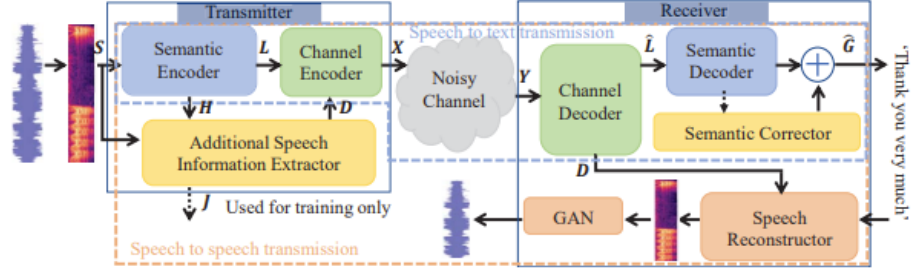 Transmitter
Receiver
Speech to text transmission
S
Semantic
Encoder
L
Channel
Encoder
X
Noisy
Channel
Y
Channel
Decoder
L̂
Semantic
Decoder
Ĝ
H
D
Additional Speech
Information Extractor
Semantic Corrector
J
Used for training only
D
GAN
Speech
Reconstructor
'Thank you very much'
Speech to speech transmission